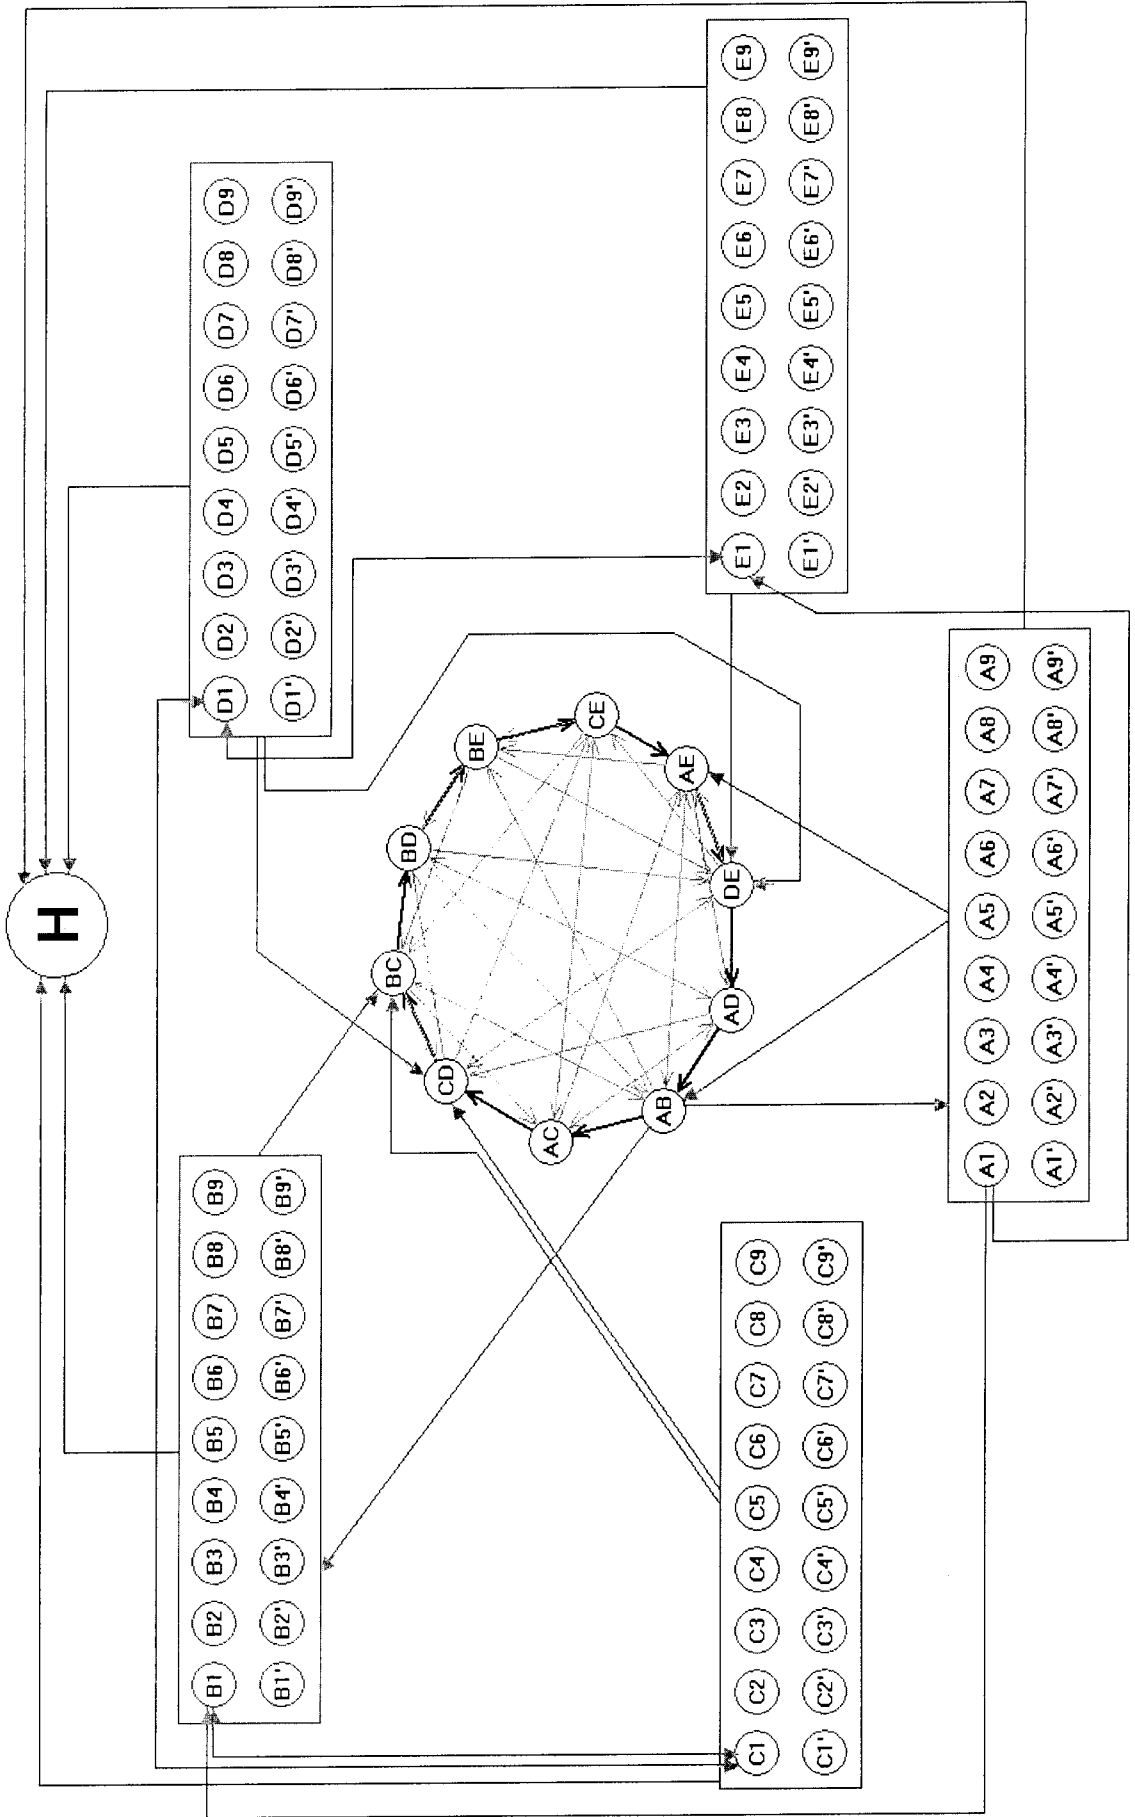 H
B1 B2 B3 B4 B5 B6 B7 B8 B9
B1' B2' B3' B4' B5' B6' B7' B8' B9'
D1 D2 D3 D4 D5 D6 D7 D8 D9
D1' D2' D3' D4' D5' D6' D7' D8' D9'
BC
BD
CD
BE
AC
CE
AB
AE
AD
DE
C1 C2 C3 C4 C5 C6 C7 C8 C9
C1' C2' C3' C4' C5' C6' C7' C8' C9'
E1 E2 E3 E4 E5 E6 E7 E8 E9
E1' E2' E3' E4' E5' E6' E7' E8' E9'
A1 A2 A3 A4 A5 A6 A7 A8 A9
A1' A2' A3' A4' A5' A6' A7' A8' A9'